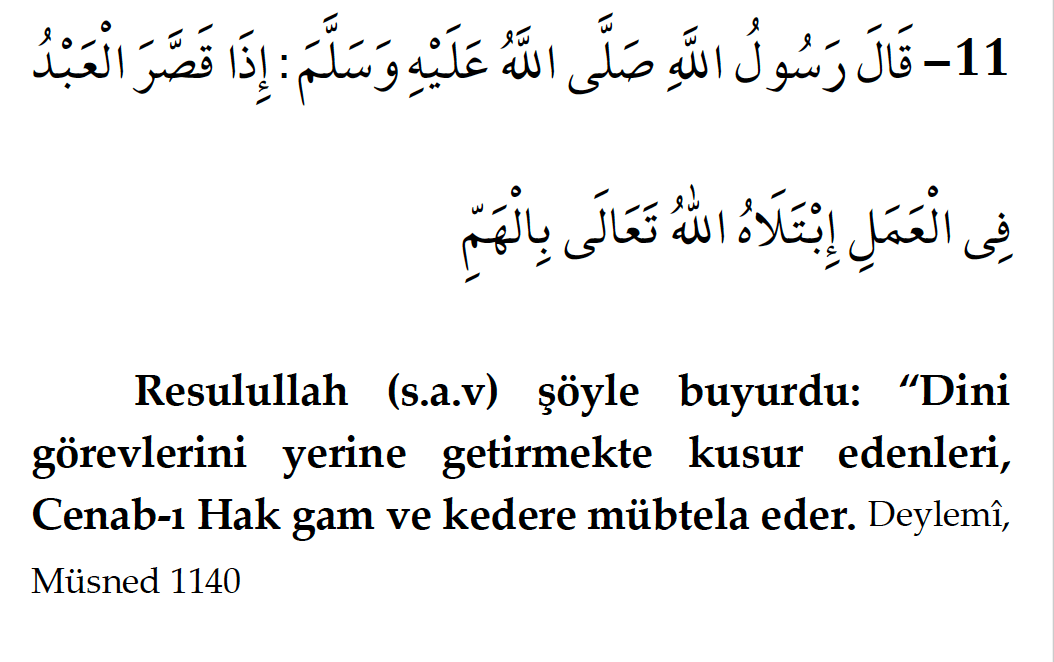 11– قَالَ رَسُولُ اللَّهِ صَلَّى اللَّهُ عَلَيْهِ وَسَلَّمَ: إِذَا قَصَّرَ الْعَبْدُ
فِى الْعَمَلِ إِبْتَلَاهُ اللهُ تَعَالَى بِالْهَمِّ
Resulullah (s.a.v) şöyle buyurdu: “Dini
görevlerini yerine getirmekte kusur edenleri,
Cenab-ı Hak gam ve kedere mübtela eder. Deylemî,
Müsned 1140